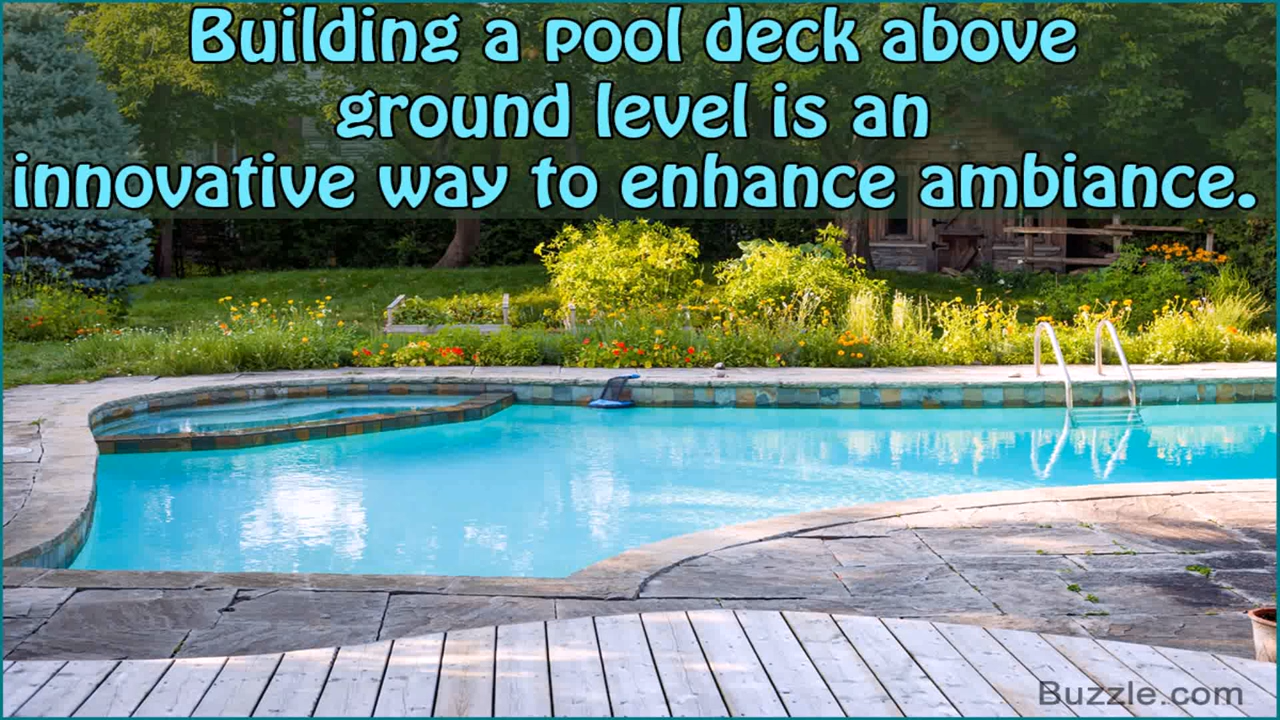 Building a pool deck above
ground level is an
innovative way to enhance ambiance.
Buzzle.com